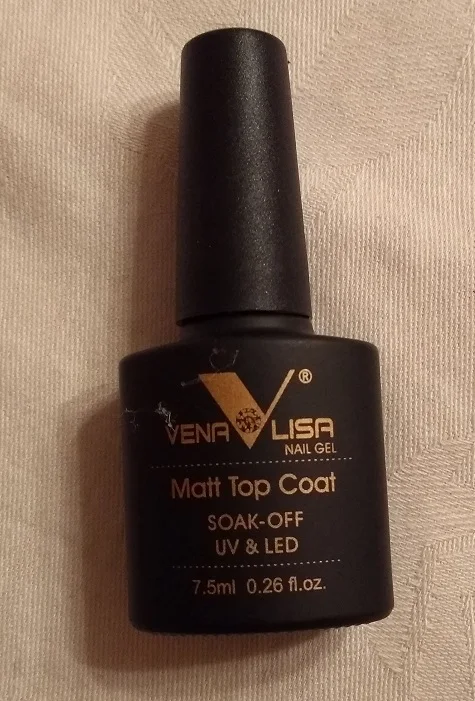 VENA LISA ®
NAIL GEL
Matt Top Coat
SOAK-OFF
UV & LED
7.5ml 0.26 fl.oz.